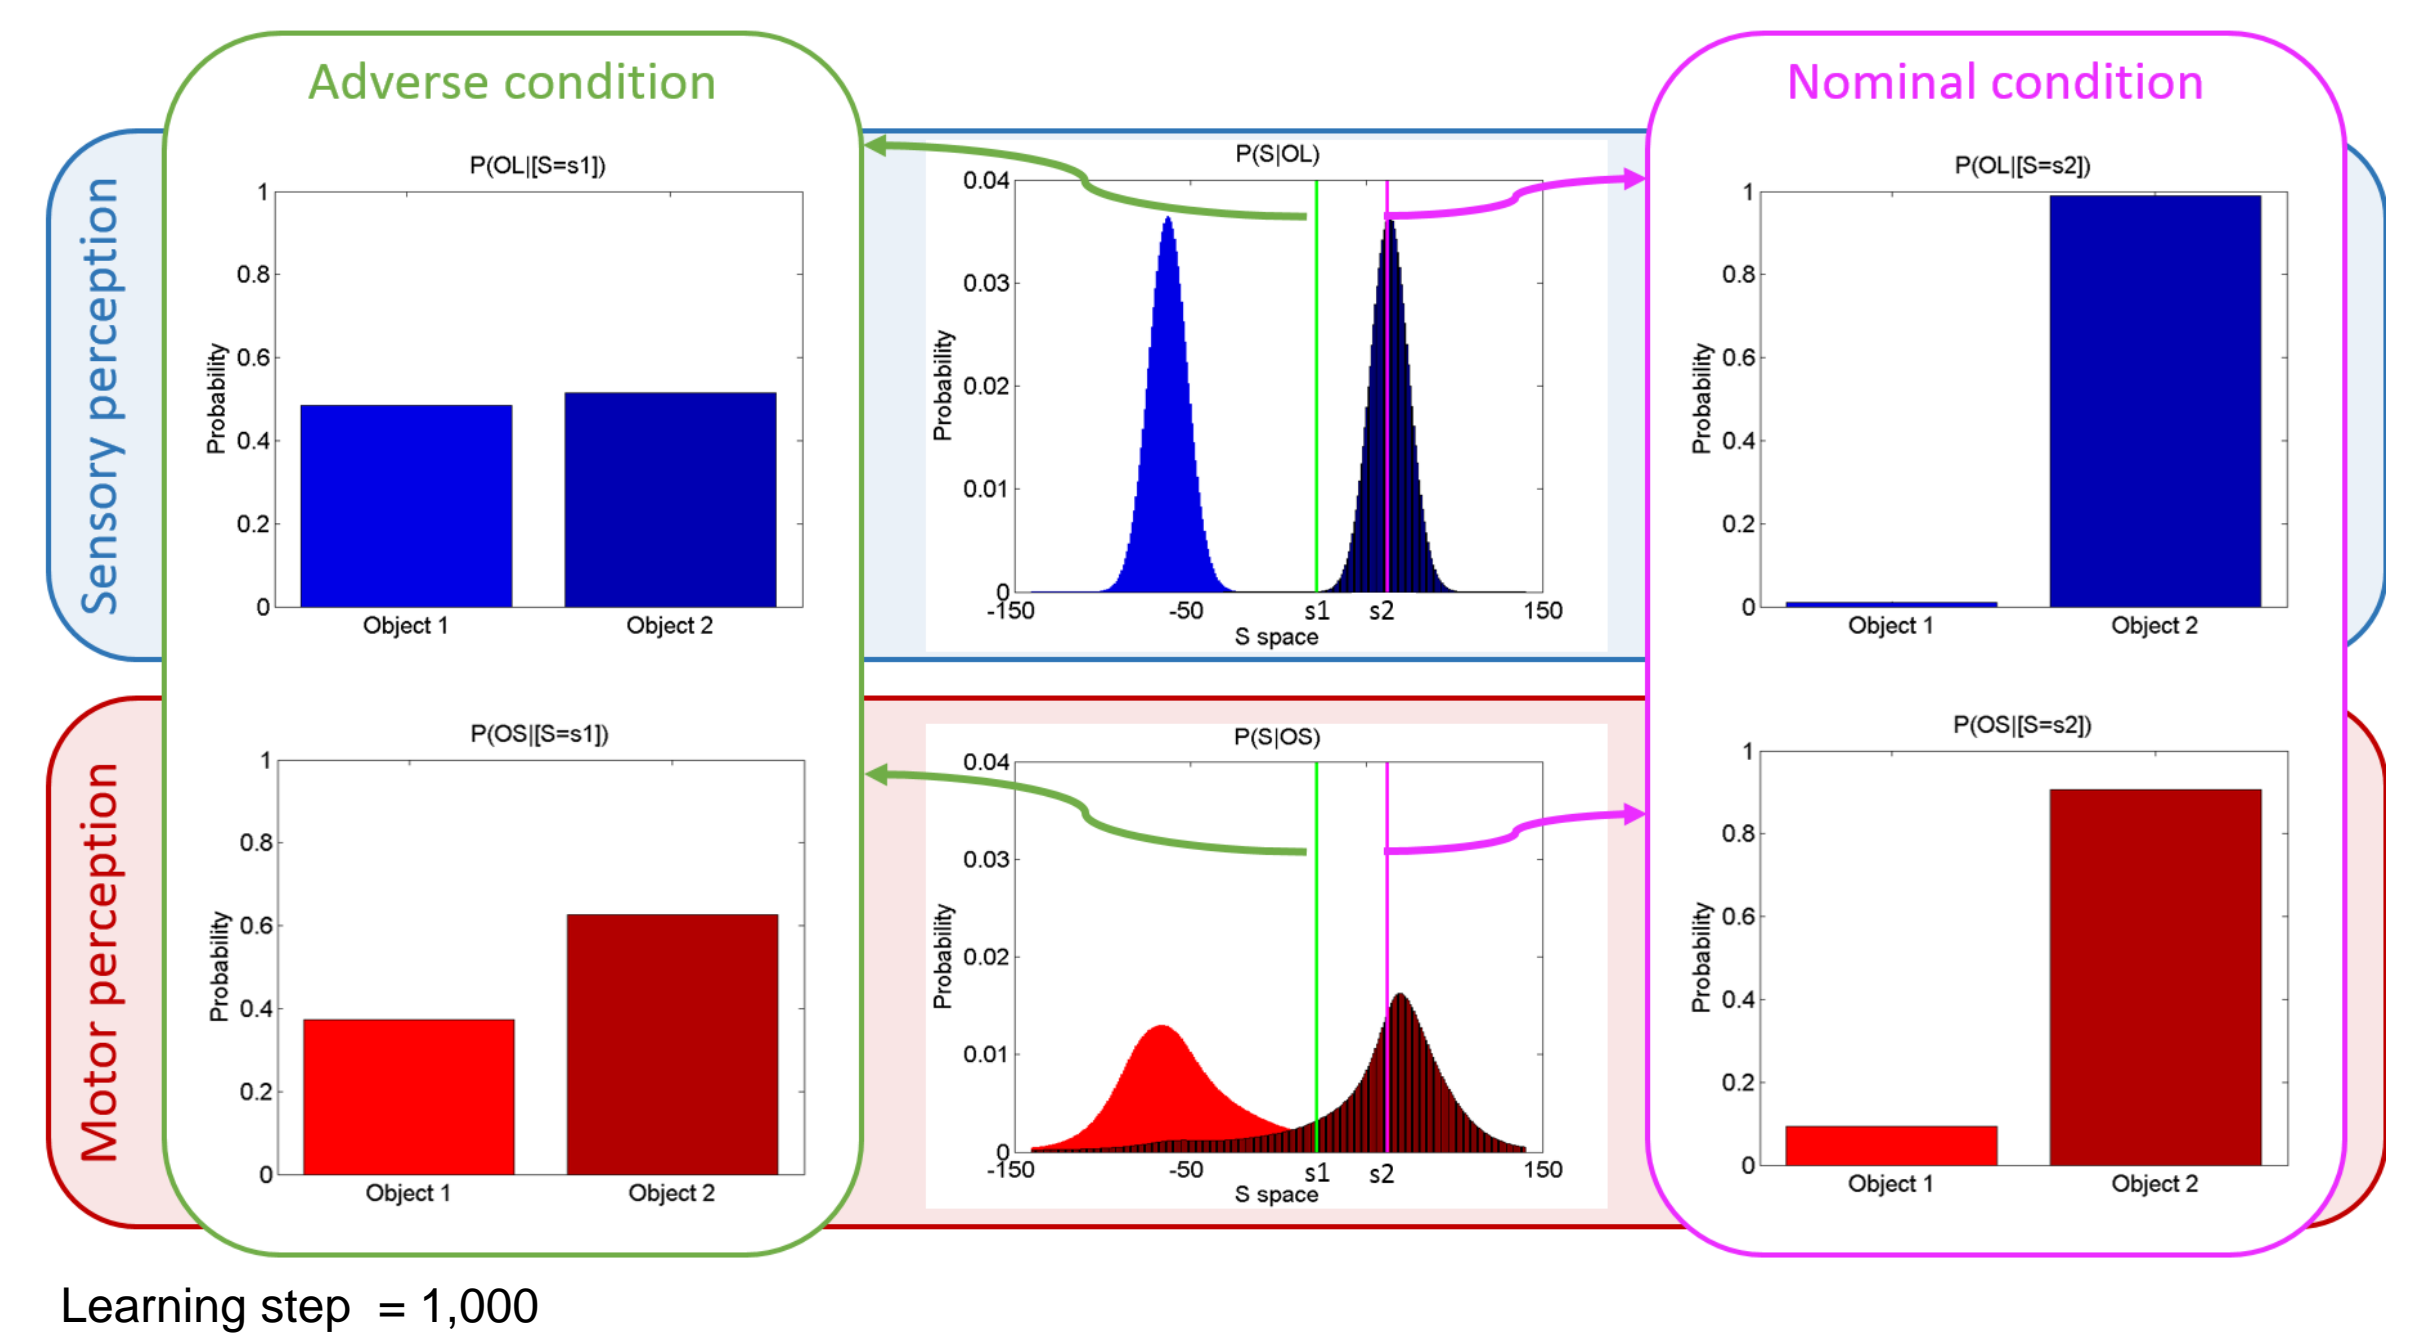 Adverse condition
Nominal condition
Sensory perception
P(OL|[S=s1])
1
0.8
0.6
0.4
0.2
0
Probability
Object 1 Object 2
P(S|OL)
0.04
0.03
0.02
0.01
0
Probability
-150 -50 s1 s2 150
S space
P(OL|[S=s2])
1
0.8
0.6
0.4
0.2
0
Probability
Object 1 Object 2
Motor perception
P(OS|[S=s1])
1
0.8
0.6
0.4
0.2
0
Probability
Object 1 Object 2
P(S|OS)
0.04
0.03
0.02
0.01
0
Probability
-150 -50 s1 s2 150
S space
P(OS|[S=s2])
1
0.8
0.6
0.4
0.2
0
Probability
Object 1 Object 2
Learning step = 1,000